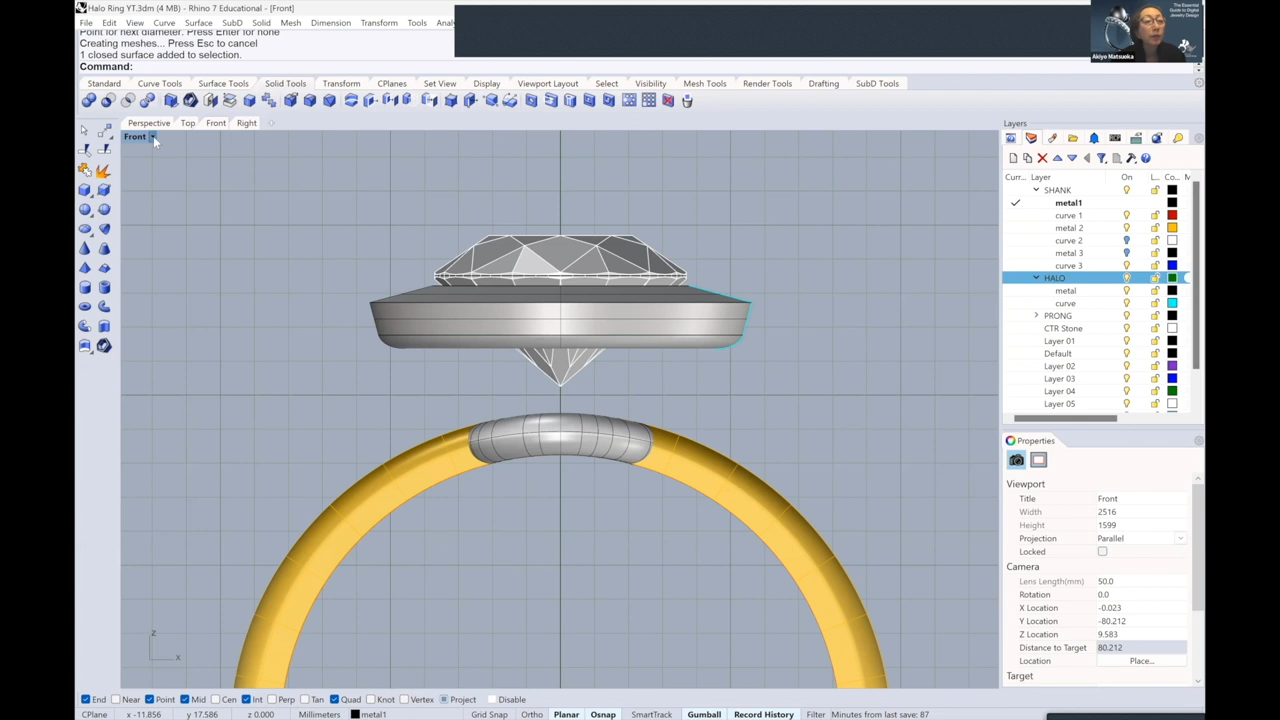 Halo Ring YT.3dm (4 MB) - Rhino 7 Educational - [Front]
File Edit View Curve Surface SubD Solid Mesh Dimension Transform Tools Analy
Point for next diameter. Press Enter for none
Creating meshes... Press Esc to cancel
1 closed surface added to selection.
Command:
The Essential
Guide to Digital
Jewelry Design
Akiyo Matsuoka
Standard Curve Tools Surface Tools Solid Tools Transform CPlanes Set View Display Viewport Layout Select Visibility Mesh Tools Render Tools Drafting SubD Tools
Perspective Top Front Right
Front
Layers
Curr... Layer On L... Co... M
SHANK
metal1
curve 1
metal 2
curve 2
metal 3
curve 3
HALO
metal
curve
PRONG
CTR Stone
Layer 01
Default
Layer 02
Layer 03
Layer 04
Layer 05
Properties
Viewport
Title Front
Width 2516
Height 1599
Projection Parallel
Locked
Camera
Lens Length(mm) 50.0
Rotation 0.0
X Location -0.023
Y Location -80.212
Z Location 9.583
Distance to Target 80.212
Location Place...
Target
z
x
End Near Point Mid Cen Int Perp Tan Quad Knot Vertex Project Disable
CPlane x -11.856 y 17.586 z 0.000 Millimeters metal1 Grid Snap Ortho Planar Osnap SmartTrack Gumball Record History Filter Minutes from last save: 87